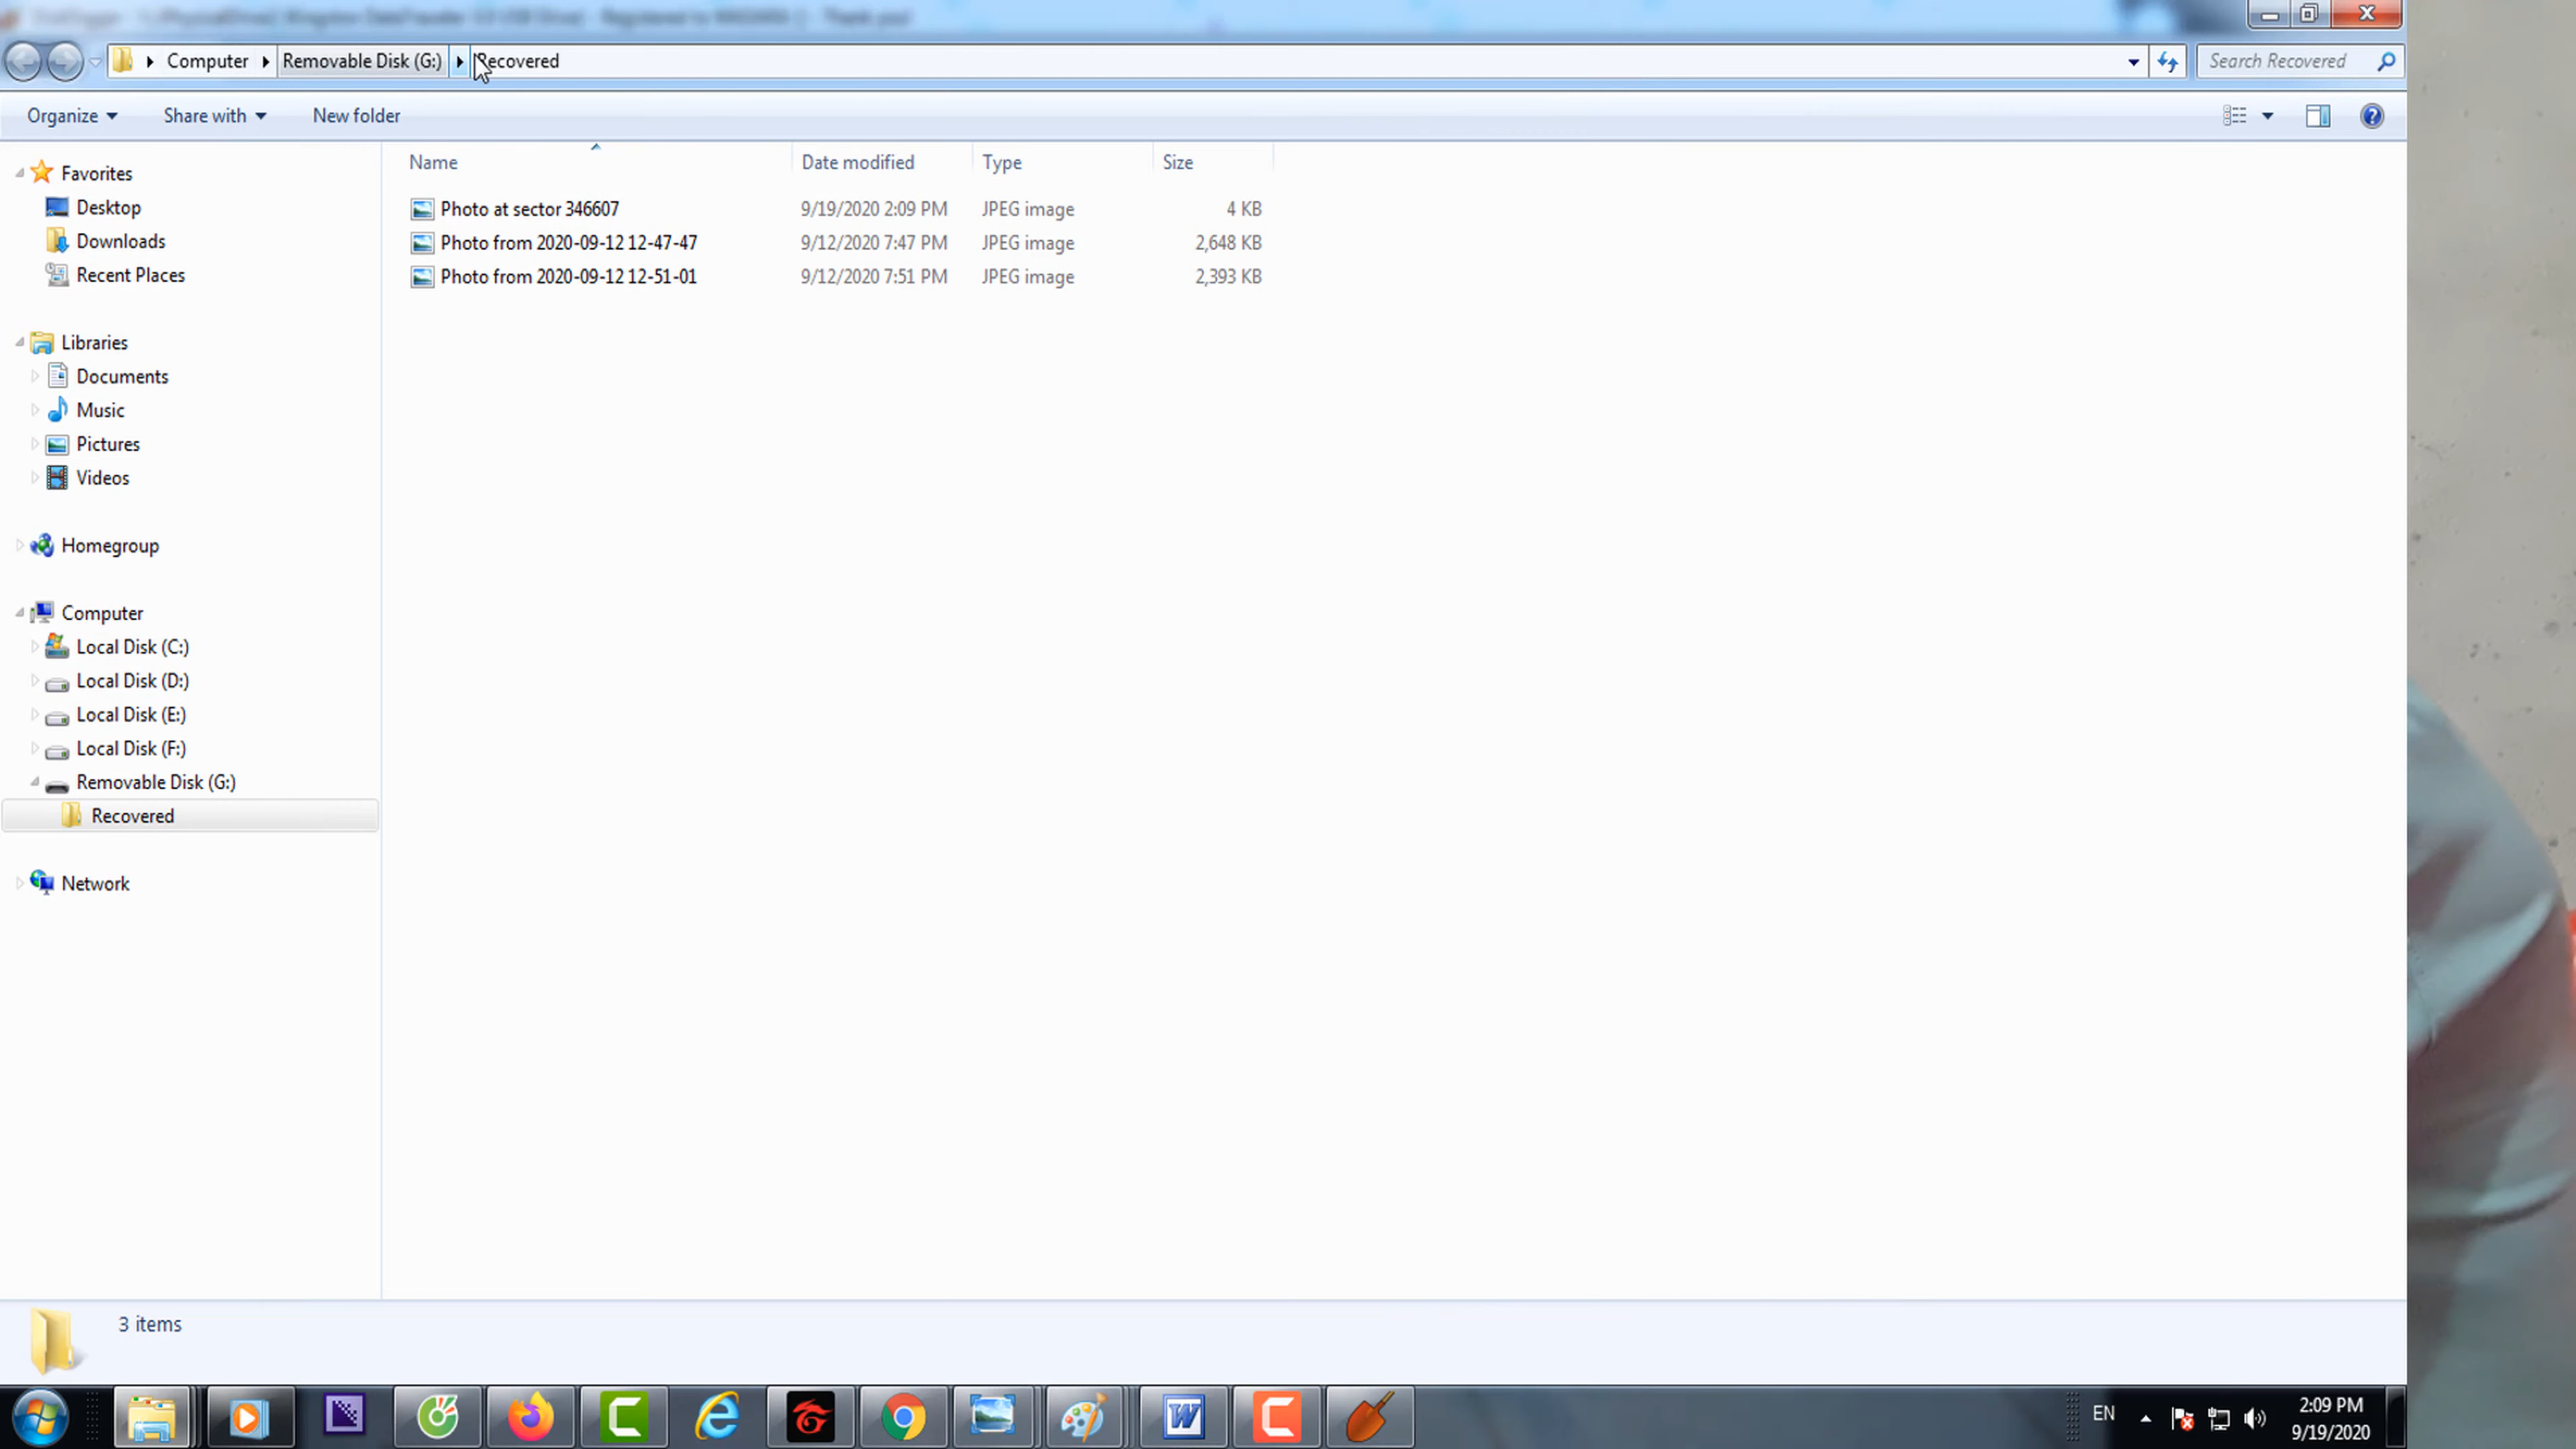 Computer Removable Disk (G:) Recovered
Search Recovered
Organize Share with New folder
Name Date modified Type Size
Photo at sector 346607 9/19/2020 2:09 PM JPEG image 4 KB
Photo from 2020-09-12 12-47-47 9/12/2020 7:47 PM JPEG image 2,648 KB
Photo from 2020-09-12 12-51-01 9/12/2020 7:51 PM JPEG image 2,393 KB
Favorites
Desktop
Downloads
Recent Places
Libraries
Documents
Music
Pictures
Videos
Homegroup
Computer
Local Disk (C:)
Local Disk (D:)
Local Disk (E:)
Local Disk (F:)
Removable Disk (G:)
Recovered
Network
3 items
EN
2:09 PM
9/19/2020